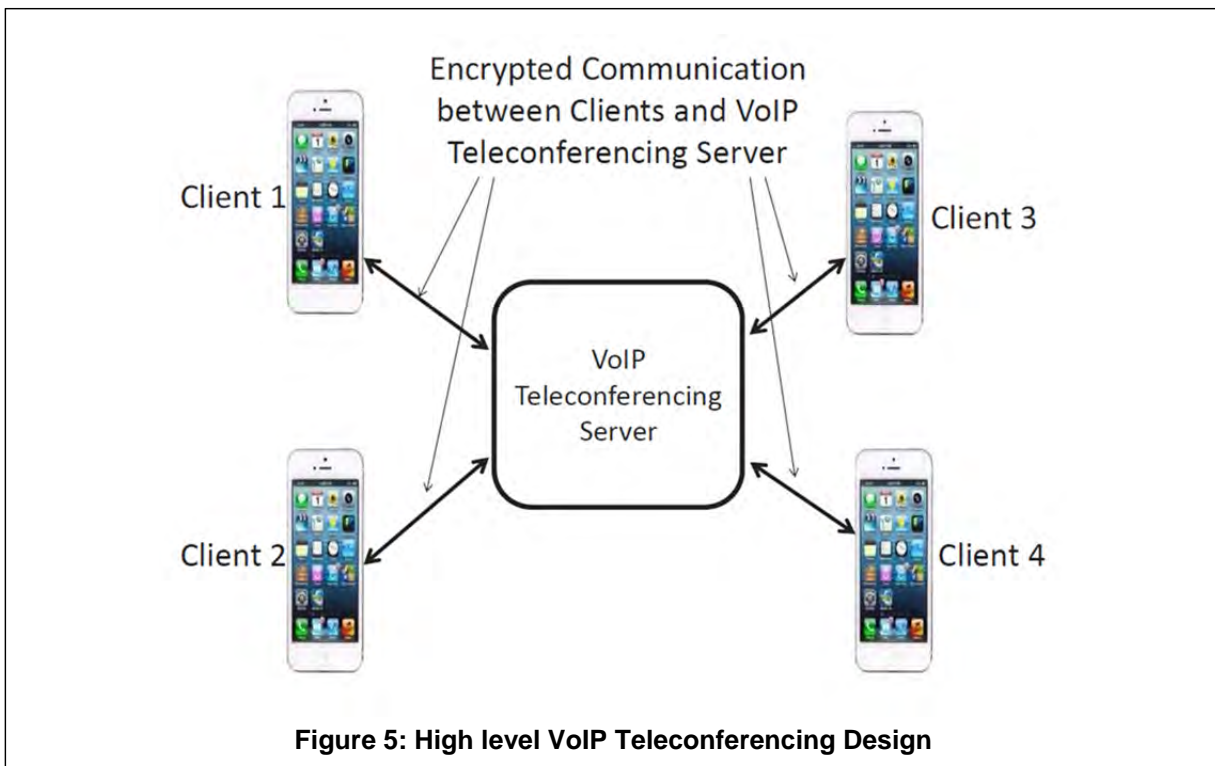 Encrypted Communication
between Clients and VoIP
Teleconferencing Server
Client 1
Client 3
VoIP
Teleconferencing
Server
Client 2
Client 4
Figure 5: High level VoIP Teleconferencing Design